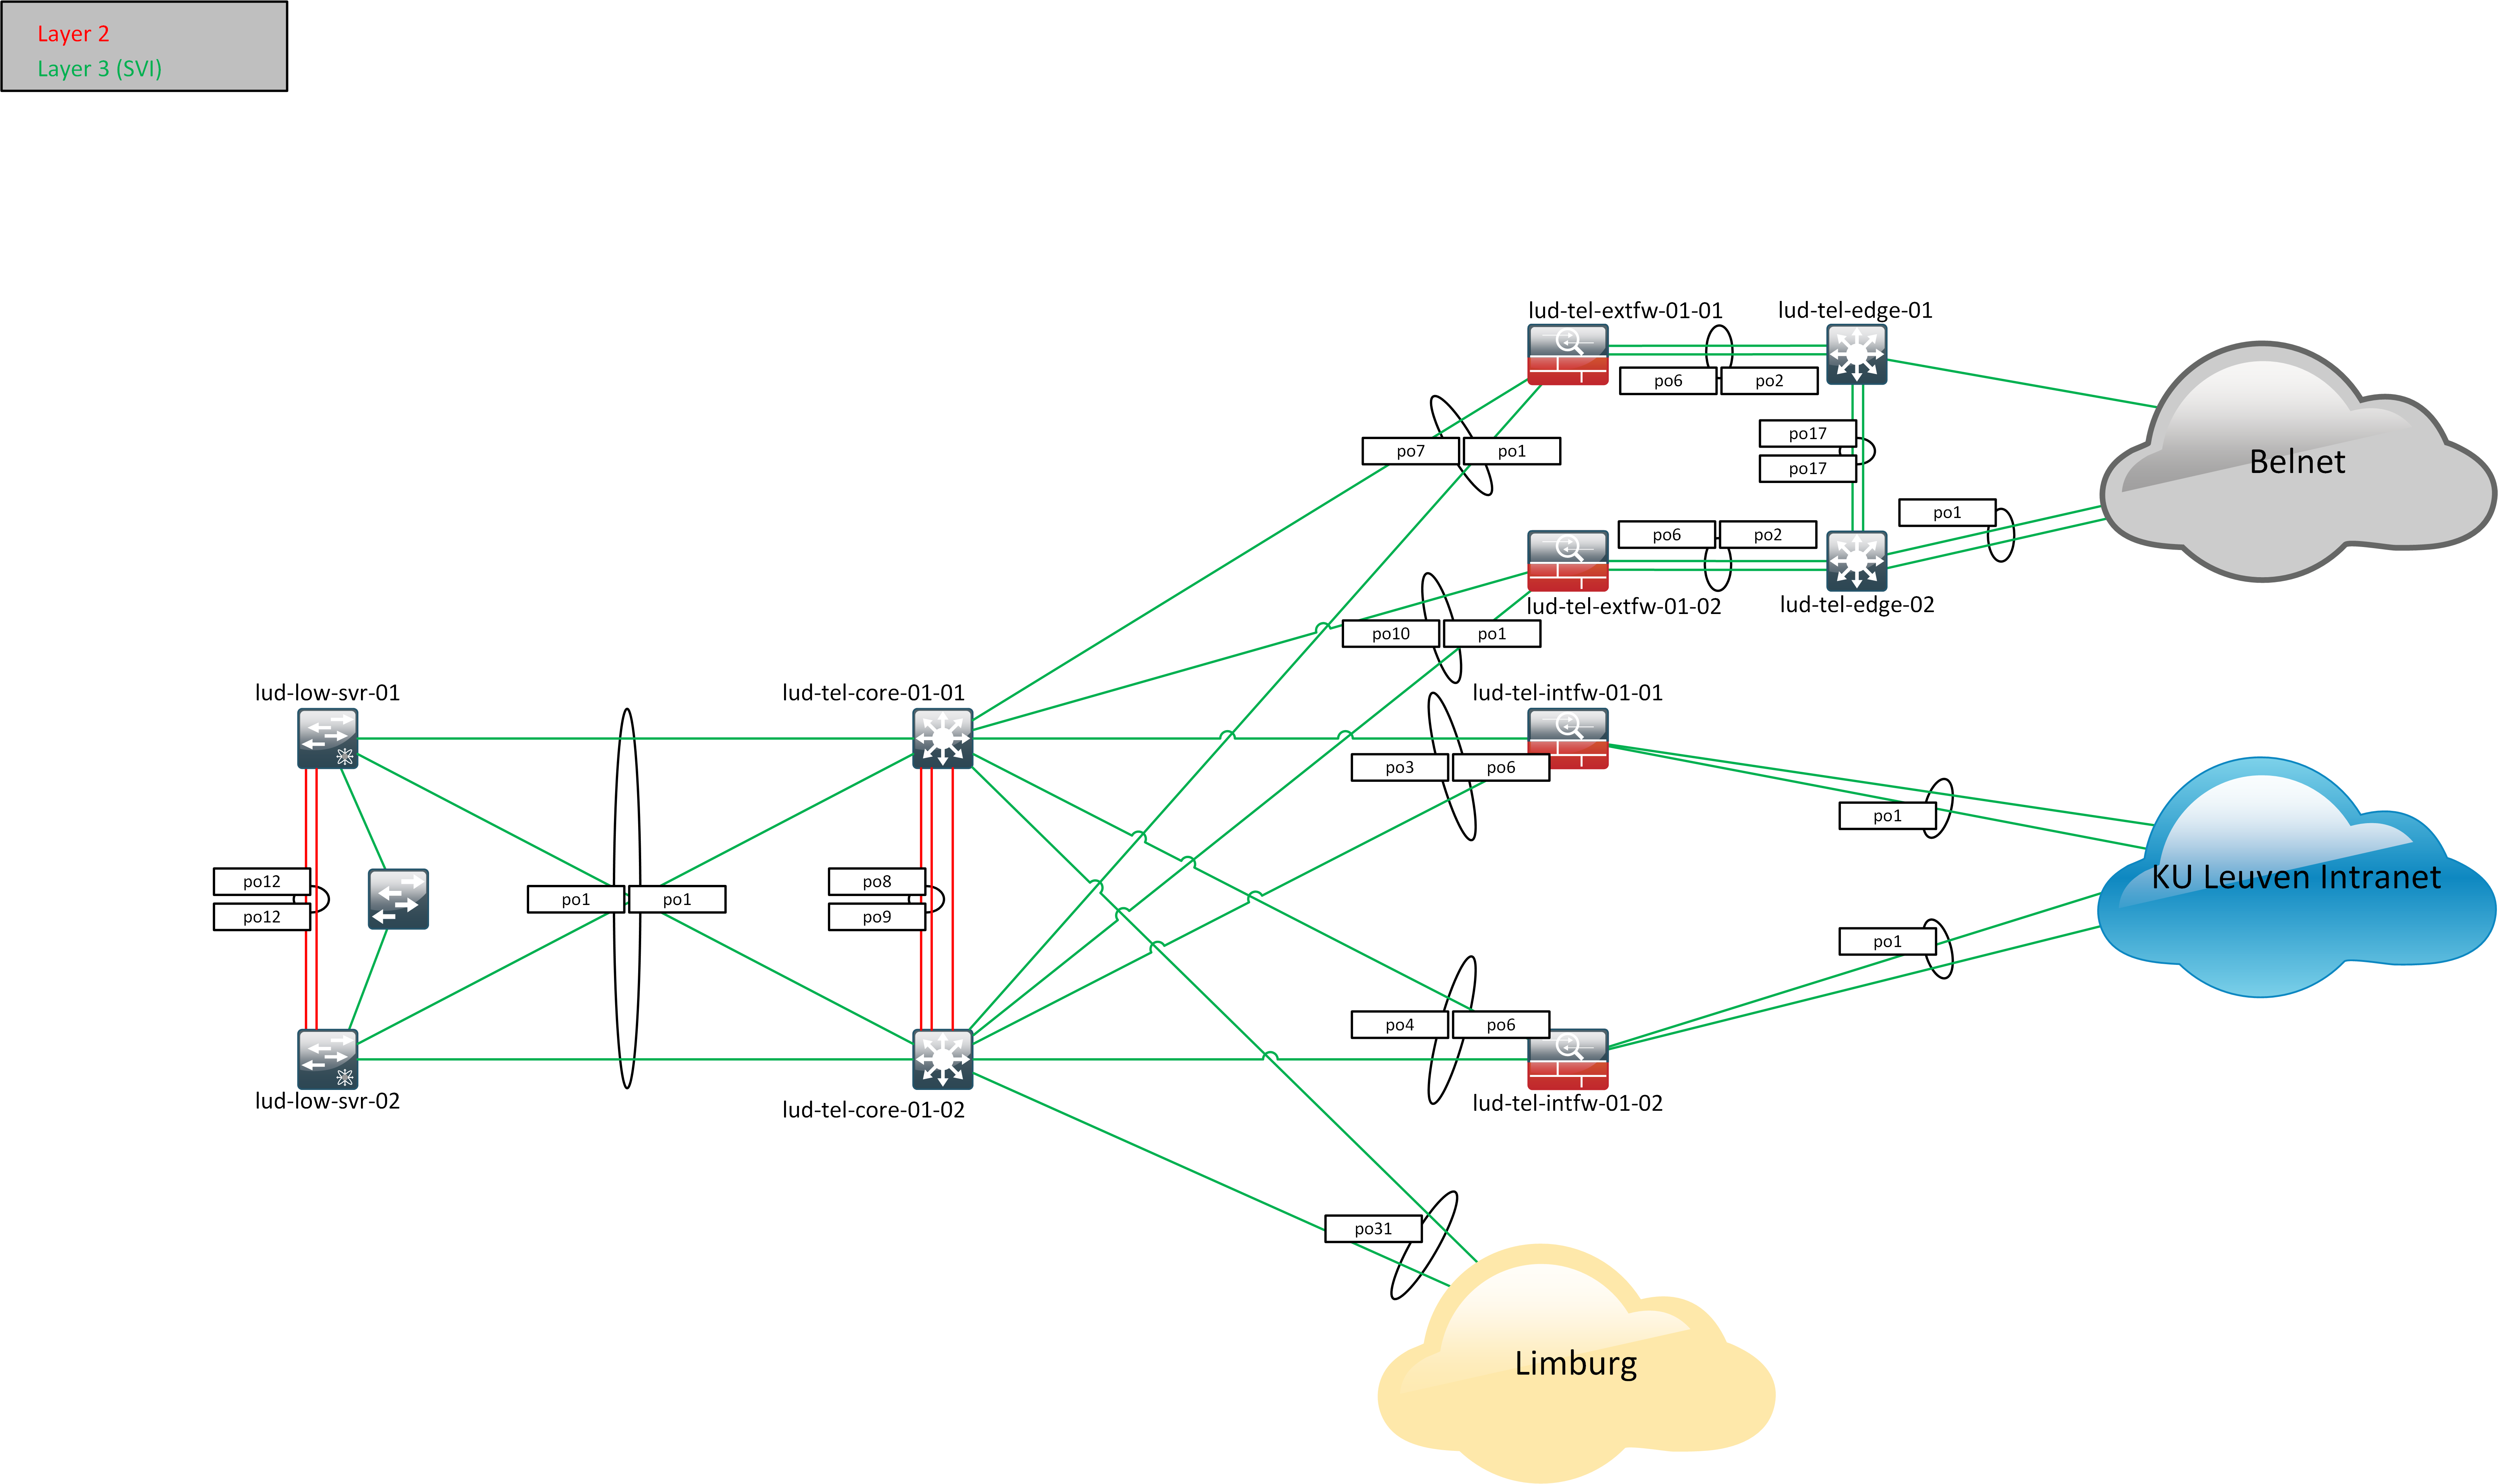 Layer 2
Layer 3 (SVI)
lud-tel-extfw-01-01
lud-tel-edge-01
po6
po2
po17
po17
po7
po1
Belnet
po1
po6
po2
lud-tel-extfw-01-02
lud-tel-edge-02
po10
po1
lud-low-svr-01
lud-tel-core-01-01
lud-tel-intfw-01-01
po3
po6
po1
po12
po12
po1
po1
po8
po9
KU Leuven Intranet
po1
po4
po6
lud-low-svr-02
lud-tel-core-01-02
lud-tel-intfw-01-02
po31
Limburg